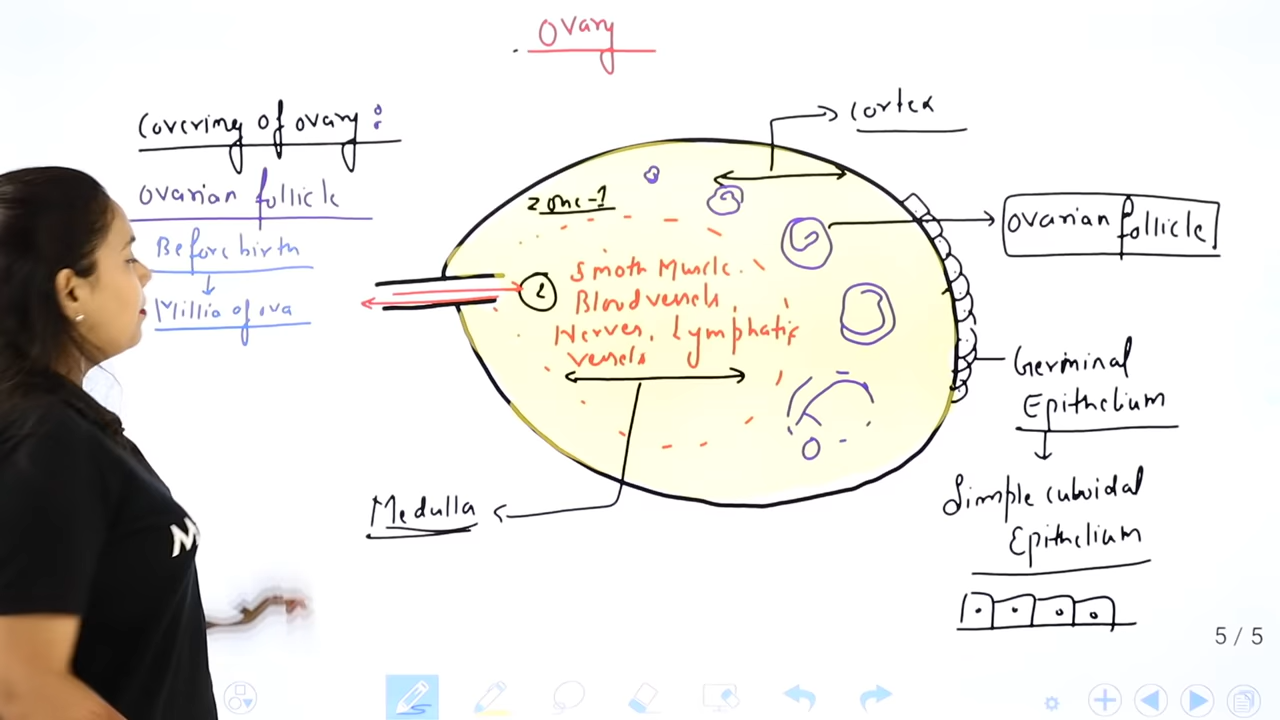 Ovary
Covering of ovary :
Ovarian follicle
Before birth
Millio of ova
cortex
Zone-1
Ovarian follicle
2
Smoth Muscle.
Blood vessels,
Nerves, Lymphatic
vessels
Germinal
Epithelium
Simple cuboidal
Epithelium
Medulla
5 / 5